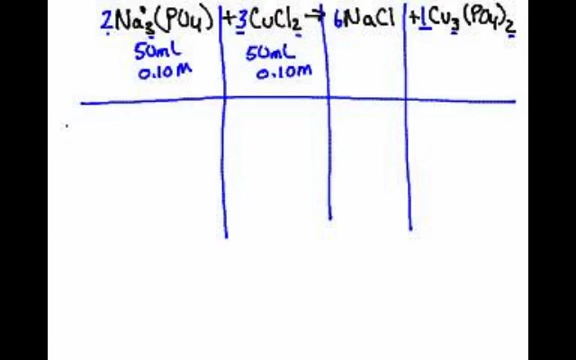 2Na₃(PO₄) + 3CuCl₂ → 6NaCl + 1Cu₃(PO₄)₂
50mL 50mL
0.10M 0.10M